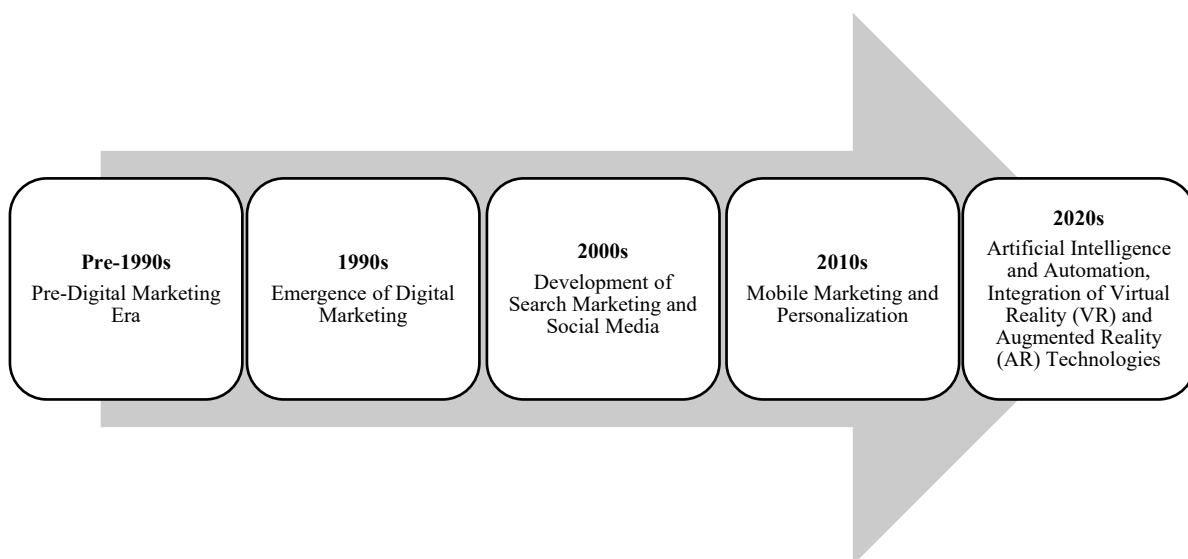 Pre-1990s
Pre-Digital Marketing
Era
1990s
Emergence of Digital
Marketing
2000s
Development of
Search Marketing and
Social Media
2010s
Mobile Marketing and
Personalization
2020s
Artificial Intelligence
and Automation,
Integration of Virtual
Reality (VR) and
Augmented Reality
(AR) Technologies